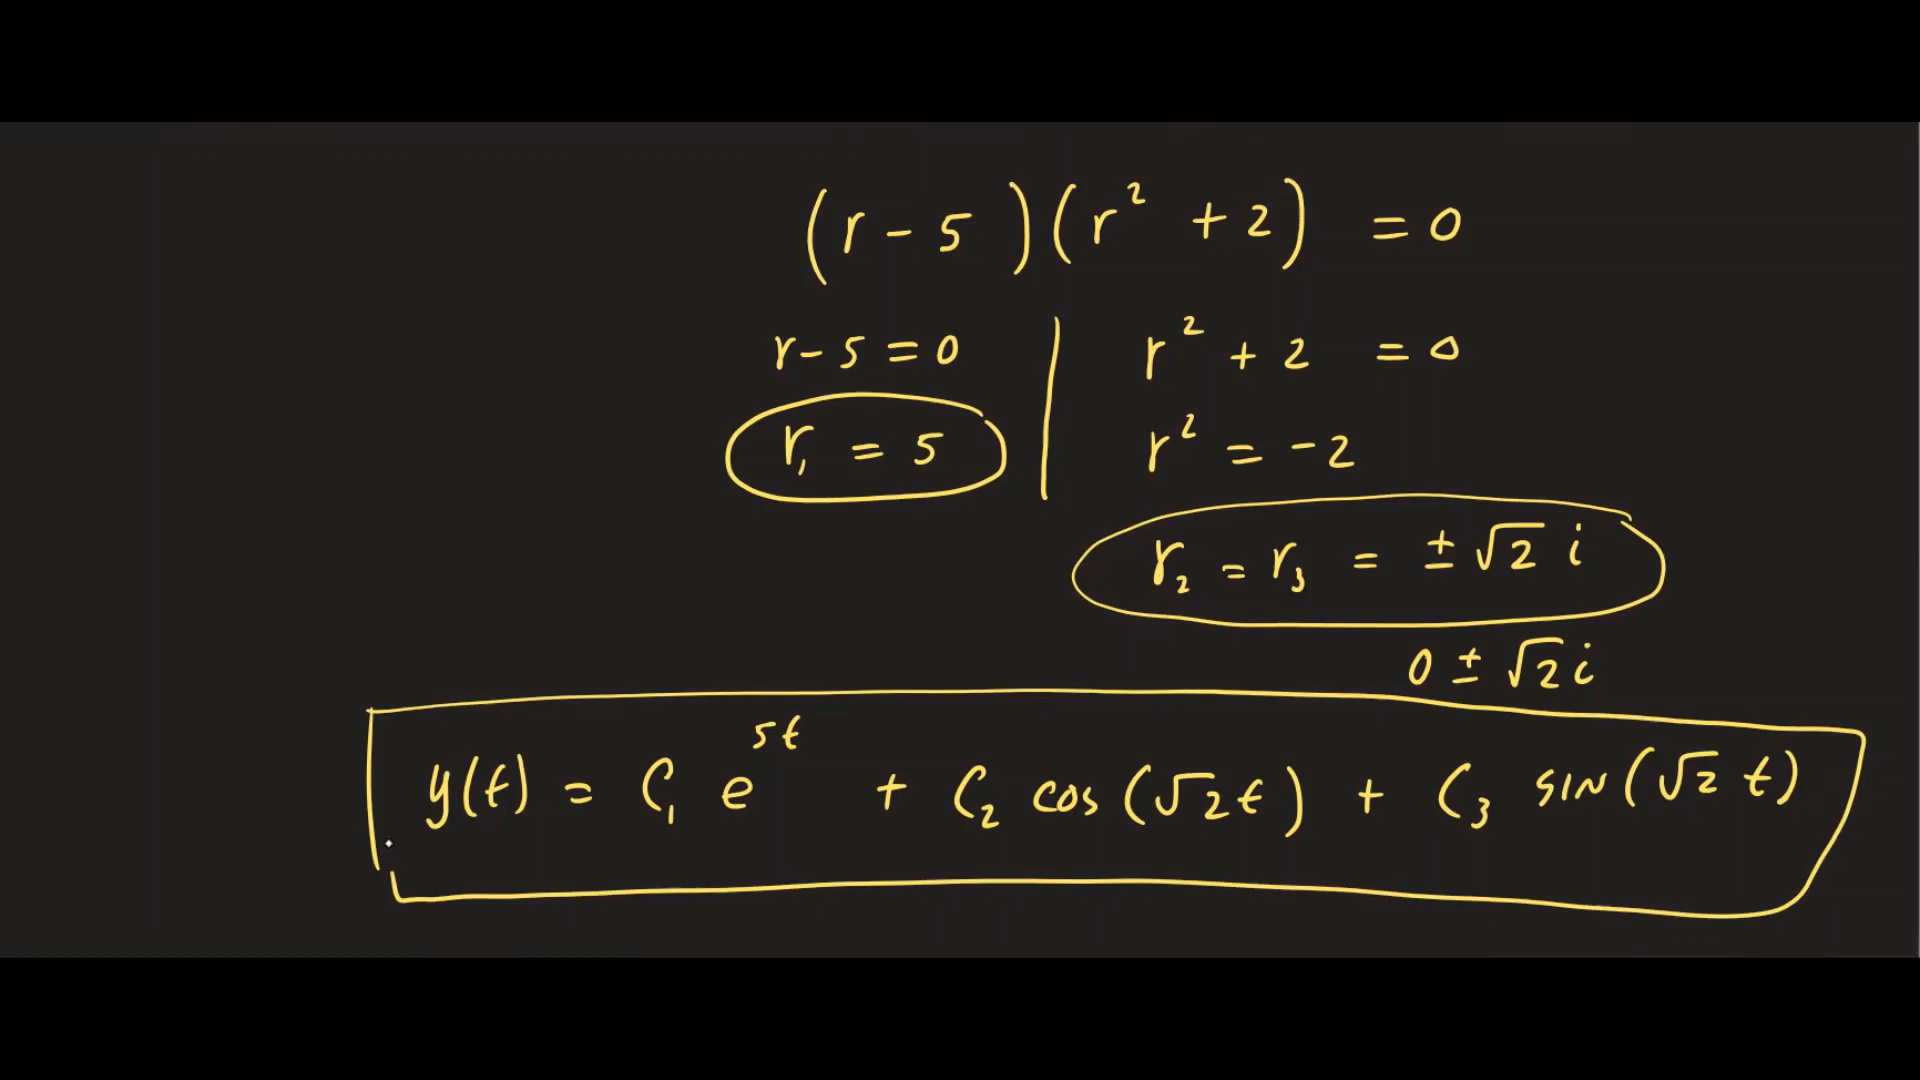 (r - 5)(r² + 2) = 0
r - 5 = 0 | r² + 2 = 0
r₁ = 5 | r² = -2
r₂ = r₃ = ± √2 i
0 ± √2 i
y(t) = C₁ e^{5t} + C₂ cos(√2 t) + C₃ sin(√2 t)